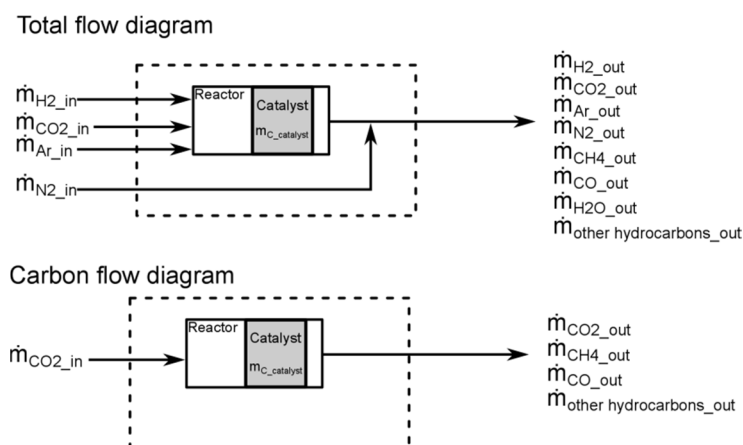 Total flow diagram
ṁH2_in
ṁCO2_in
ṁAr_in
ṁN2_in
Reactor
Catalyst
mC_catalyst
ṁH2_out
ṁCO2_out
ṁAr_out
ṁN2_out
ṁCH4_out
ṁCO_out
ṁH2O_out
ṁother hydrocarbons_out
Carbon flow diagram
ṁCO2_in
Reactor
Catalyst
mC_catalyst
ṁCO2_out
ṁCH4_out
ṁCO_out
ṁother hydrocarbons_out